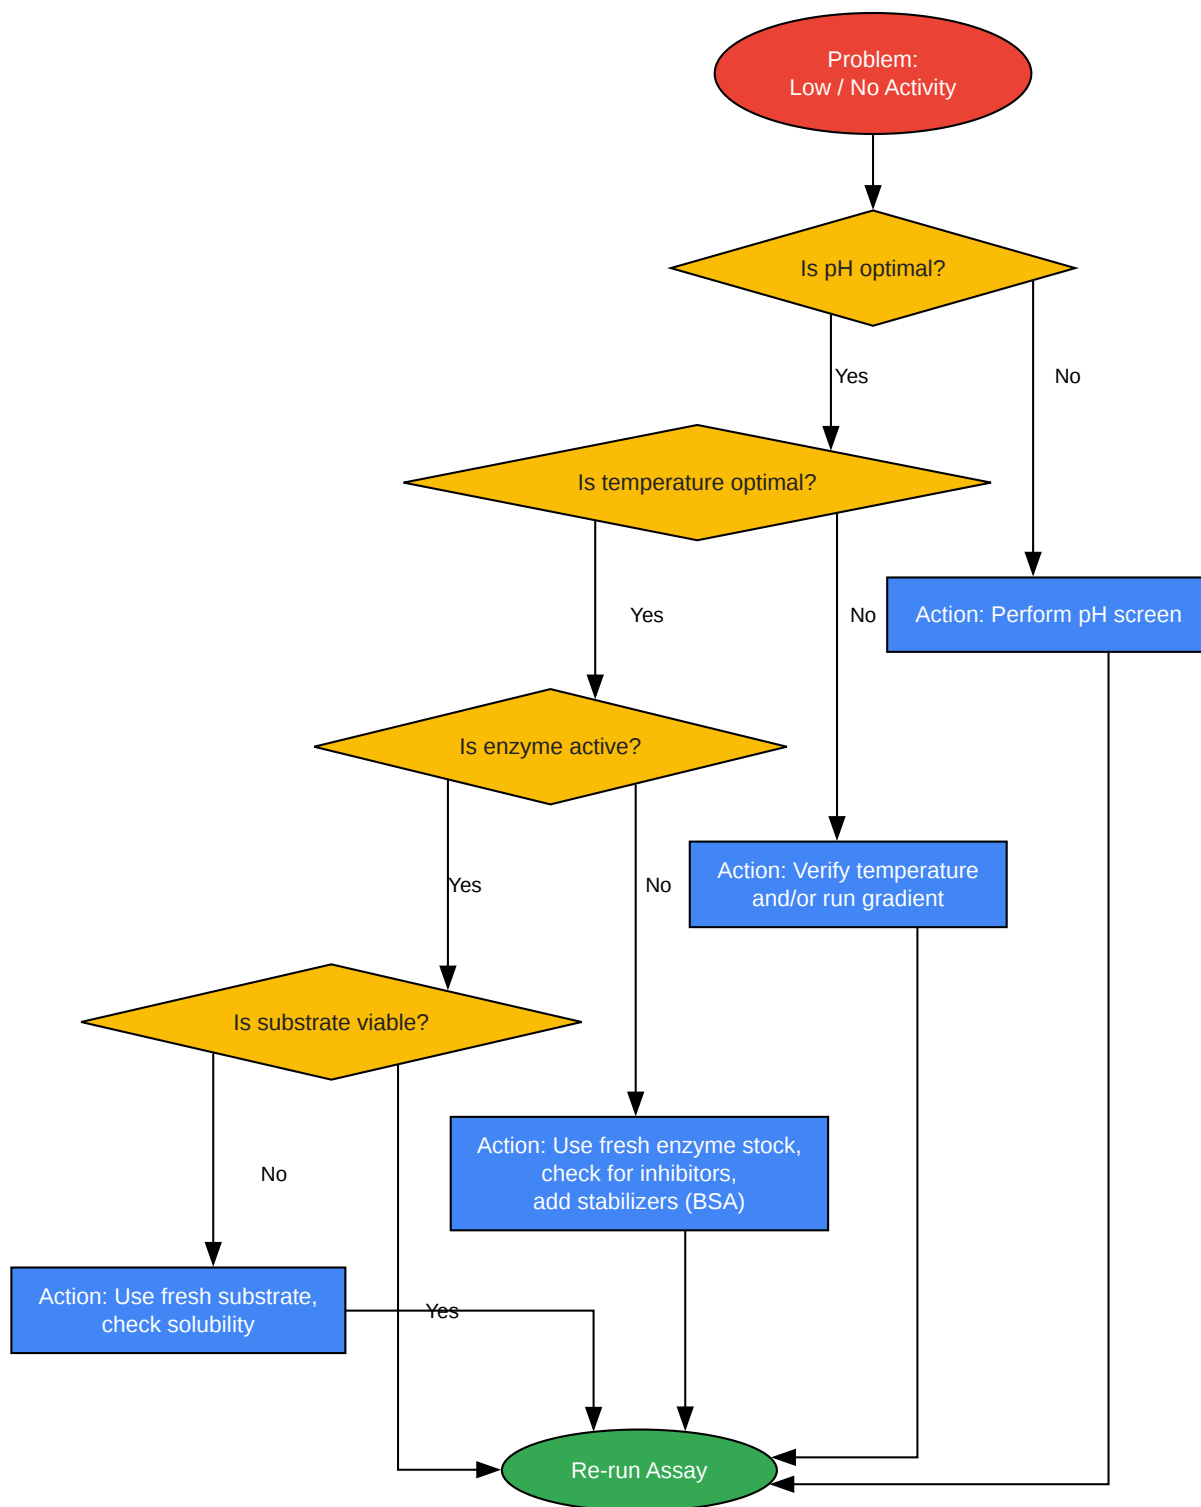 Problem:
Low / No Activity
Is pH optimal?
Yes
No
Is temperature optimal?
Yes
No
Action: Perform pH screen
Is enzyme active?
Yes
No
Action: Verify temperature
and/or run gradient
Is substrate viable?
No
Action: Use fresh enzyme stock,
check for inhibitors,
add stabilizers (BSA)
Action: Use fresh substrate,
check solubility
Yes
Re-run Assay